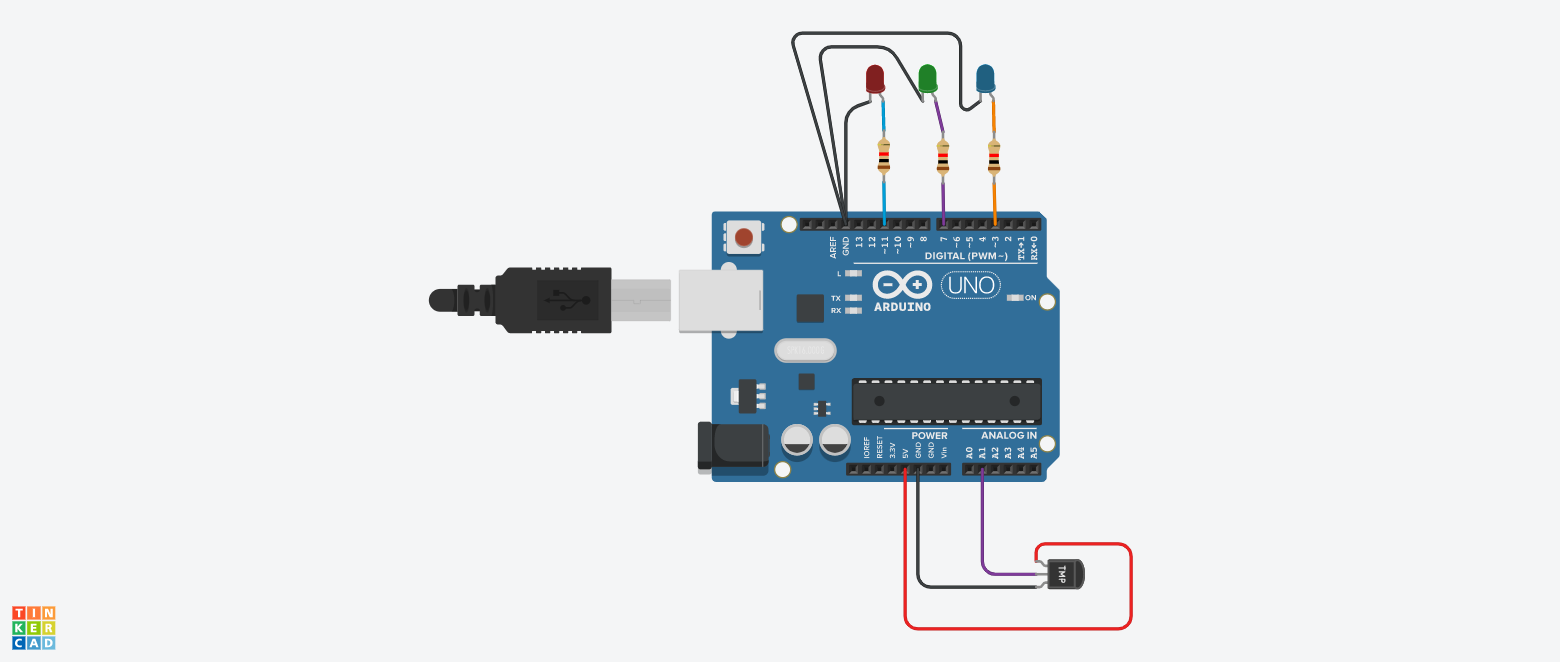 AREF
GND
13
12
~11
~10
~9
8
7
~6
~5
4
~3
2
TX→1
RX←0
DIGITAL (PWM~)
L
TX
RX
ARDUINO
UNO
ON
POWER
ANALOG IN
IOREF
RESET
3.3V
5V
GND
GND
Vin
A0
A1
A2
A3
A4
A5
TMP
TIN
KER
CAD